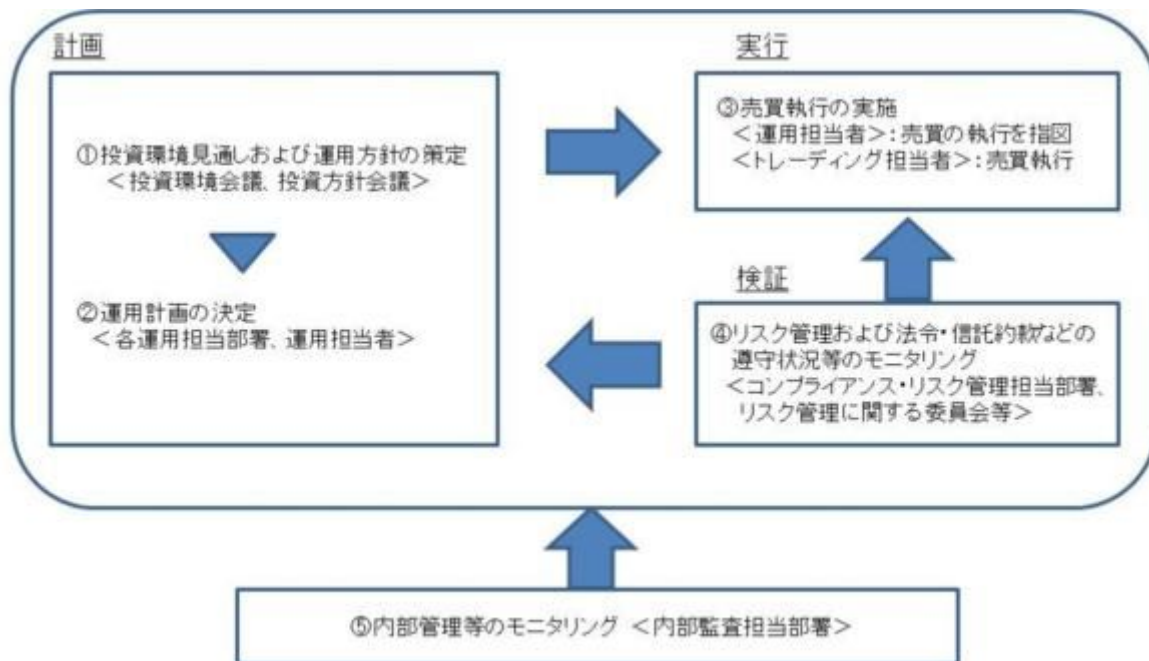 計画
①投資環境見通しおよび運用方針の策定
＜投資環境会議、投資方針会議＞
②運用計画の決定
＜各運用担当部署、運用担当者＞
実行
③売買執行の実施
＜運用担当者＞：売買の執行を指図
＜トレーディング担当者＞：売買執行
検証
④リスク管理および法令・信託約款などの
遵守状況等のモニタリング
＜コンプライアンス・リスク管理担当部署、
リスク管理に関する委員会等＞
⑤内部管理等のモニタリング ＜内部監査担当部署＞